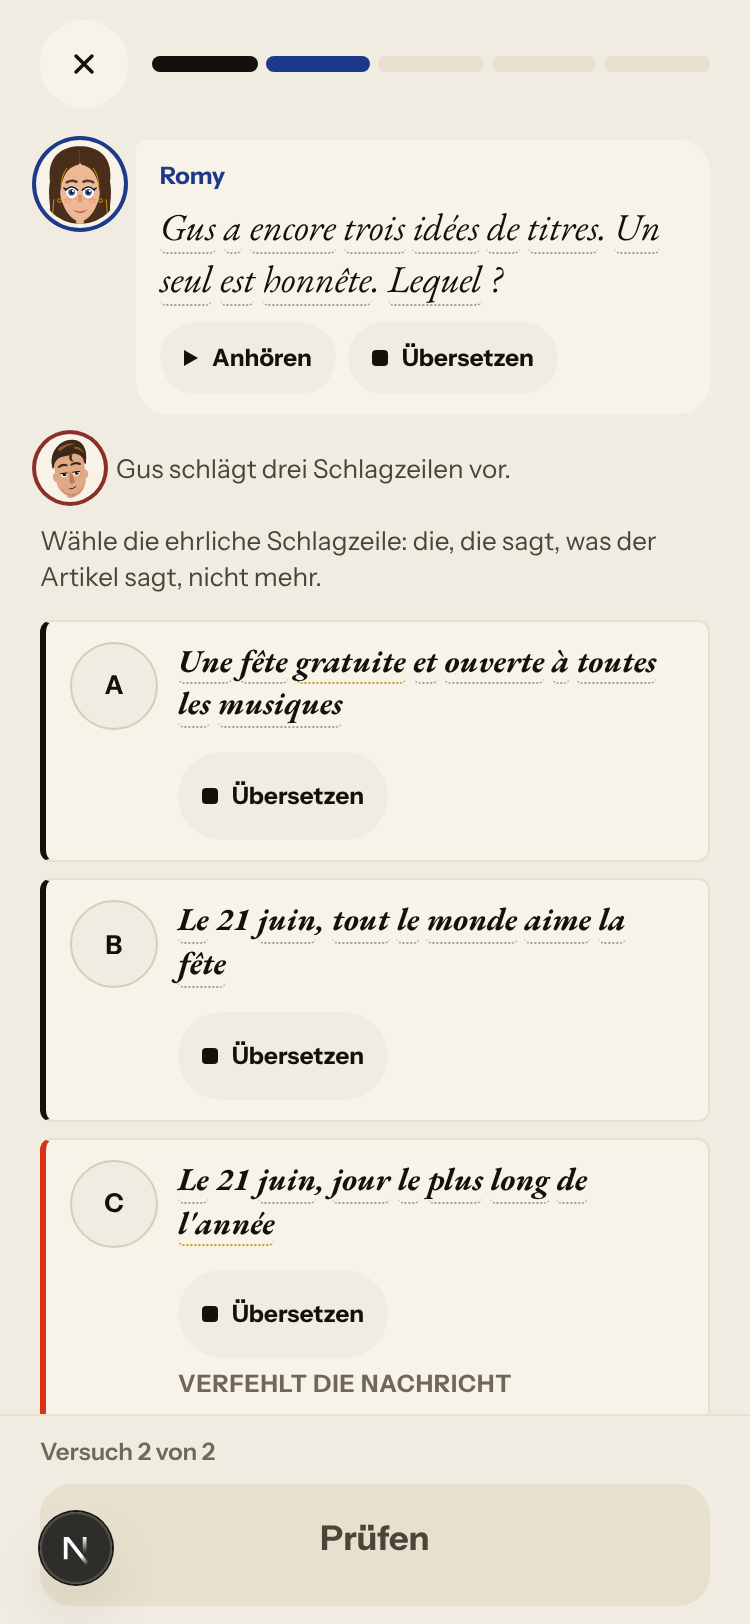 Romy
Gus a encore trois idées de titres. Un
seul est honnête. Lequel ?
Anhören
Übersetzen
Gus schlägt drei Schlagzeilen vor.
Wähle die ehrliche Schlagzeile: die, die sagt, was der
Artikel sagt, nicht mehr.
A
Une fête gratuite et ouverte à toutes
les musiques
Übersetzen
B
Le 21 juin, tout le monde aime la
fête
Übersetzen
C
Le 21 juin, jour le plus long de
l'année
Übersetzen
VERFEHLT DIE NACHRICHT
Versuch 2 von 2
Prüfen
N